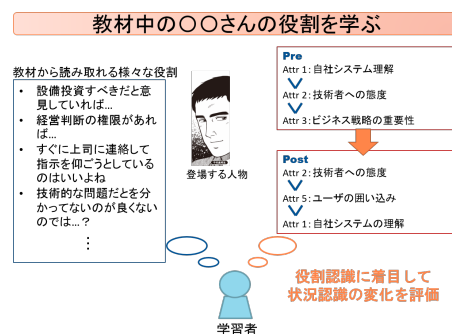 教材中の〇〇さんの役割を学ぶ
教材から読み取れる様々な役割
• 設備投資すべきだと意
見していれば…
• 経営判断の権限があれ
ば…
• すぐに上司に連絡して
指示を仰ごうとしている
のはいいよね
• 技術的な問題だとを分
かってないのが良くない
のでは…？
⋮
登場する人物
Pre
Attr 1：自社システム理解
Attr 2：技術者への態度
Attr 3：ビジネス戦略の重要性
Post
Attr 2：技術者への態度
Attr 5：ユーザの囲い込み
Attr 1：自社システムの理解
役割認識に着目して
状況認識の変化を評価
学習者